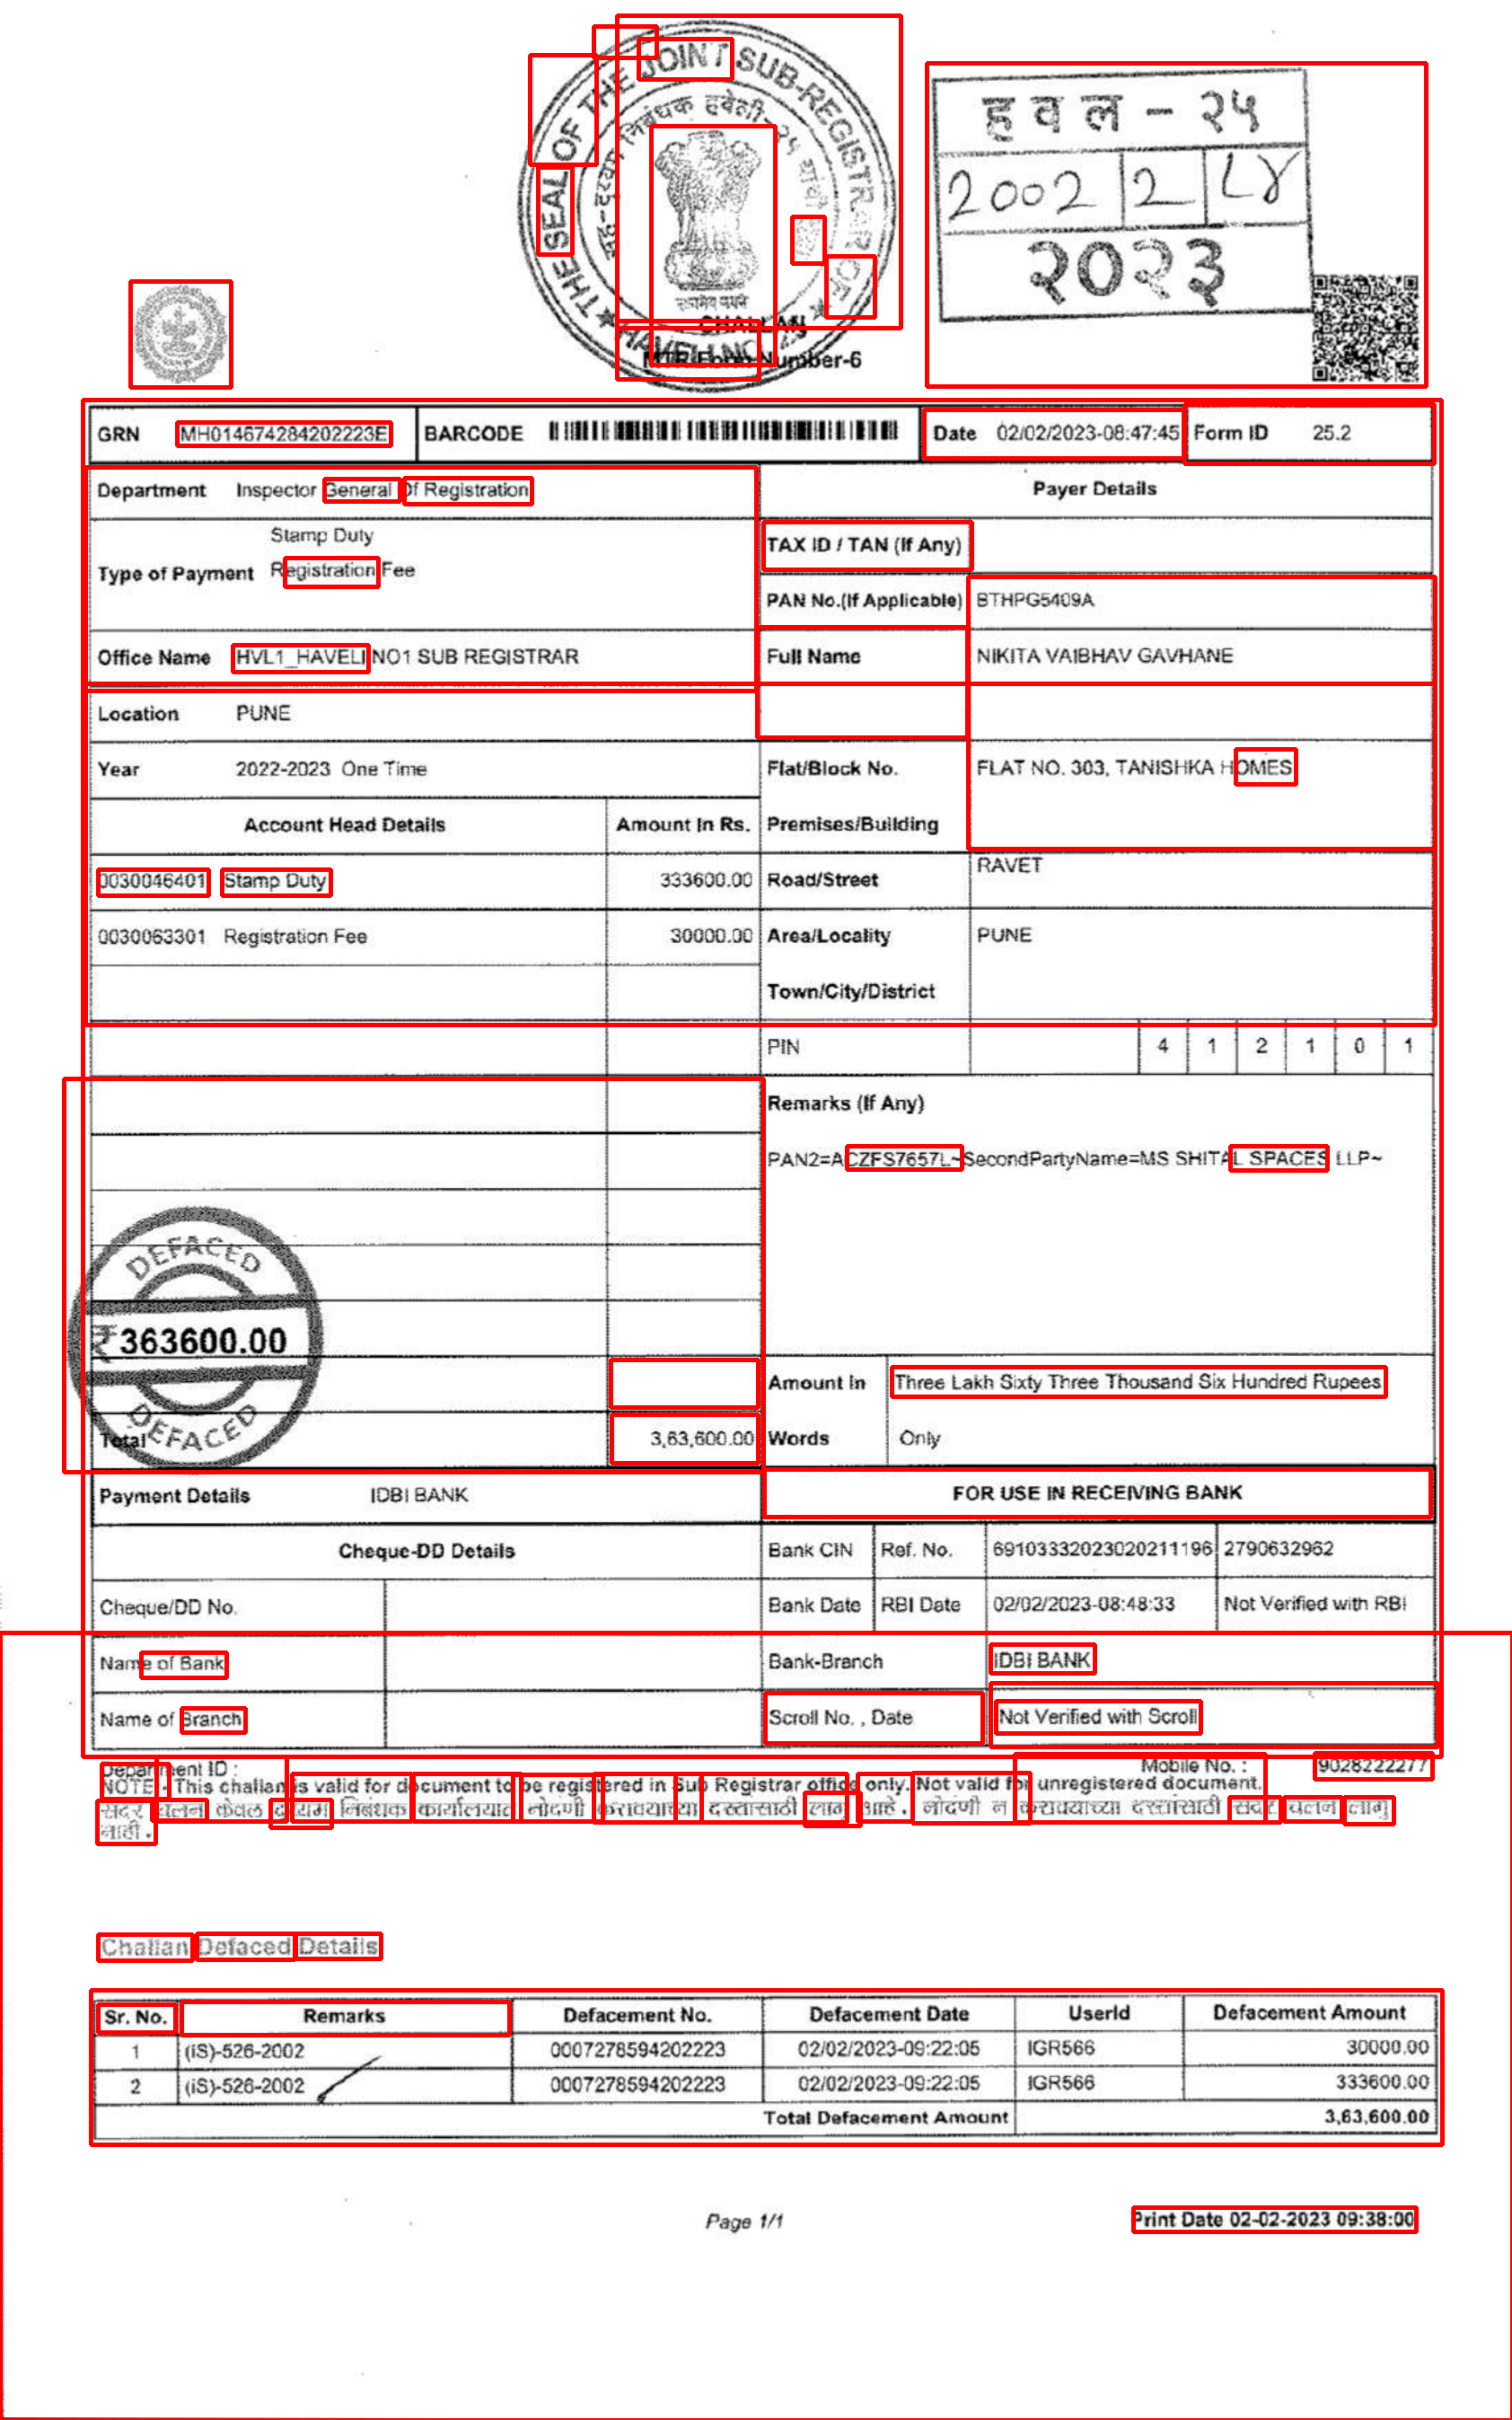 THE SEAL OF THE JOINT SUB-REGISTRAR OF
HAVELI NO. 25
सत्यमेव जयते
हवल - २५
2002 2 L8
२०२३
CHALLAN
MTR Form Number-6
GRN MH014674284202223E BARCODE Date 02/02/2023-08:47:45 Form ID 25.2
Department Inspector General Of Registration Payer Details
Stamp Duty
Type of Payment Registration Fee
TAX ID / TAN (If Any)
PAN No.(If Applicable) BTHPG5409A
Office Name HVL1_HAVELI NO1 SUB REGISTRAR Full Name NIKITA VAIBHAV GAVHANE
Location PUNE
Year 2022-2023 One Time Flat/Block No. FLAT NO. 303, TANISHKA HOMES
Account Head Details Amount In Rs. Premises/Building
0030046401 Stamp Duty 333600.00 Road/Street RAVET
0030063301 Registration Fee 30000.00 Area/Locality PUNE
Town/City/District
PIN 4 1 2 1 0 1
Remarks (If Any)
PAN2=ACZFS7657L~SecondPartyName=MS SHITAL SPACES LLP~
DEFACED
₹363600.00
DEFACED
Amount In Three Lakh Sixty Three Thousand Six Hundred Rupees
Total 3,63,600.00 Words Only
Payment Details IDBI BANK FOR USE IN RECEIVING BANK
Cheque-DD Details Bank CIN Ref. No. 69103332023020211196 2790632962
Cheque/DD No. Bank Date RBI Date 02/02/2023-08:48:33 Not Verified with RBI
Name of Bank Bank-Branch IDBI BANK
Name of Branch Scroll No. , Date Not Verified with Scroll
Department ID : Mobile No. : 9028222277
NOTE:- This challan is valid for document to be registered in Sub Registrar office only. Not valid for unregistered document.
सदर चलन केवळ दुय्यम निबंधक कार्यालयात नोदणी करावयाच्या दस्तासाठी लागु आहे . नोदणी न करावयाच्या दस्तासाठी सदर चलन लागु
नाही .
Challan Defaced Details
Sr. No. Remarks Defacement No. Defacement Date UserId Defacement Amount
1 (iS)-526-2002 0007278594202223 02/02/2023-09:22:05 IGR566 30000.00
2 (iS)-526-2002 0007278594202223 02/02/2023-09:22:05 IGR566 333600.00
Total Defacement Amount 3,63,600.00
Page 1/1 Print Date 02-02-2023 09:38:00